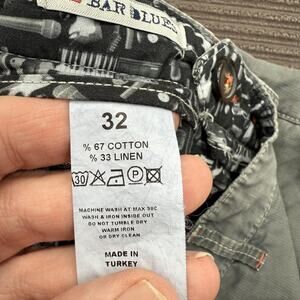 BAR BLUES
32
% 67 COTTON
% 33 LINEN
30
P
MACHINE WASH AT MAX 30C
WASH & IRON INSIDE OUT
DO NOT TUMBLE DRY
WARM IRON
OR DRY CLEAN
MADE IN
TURKEY